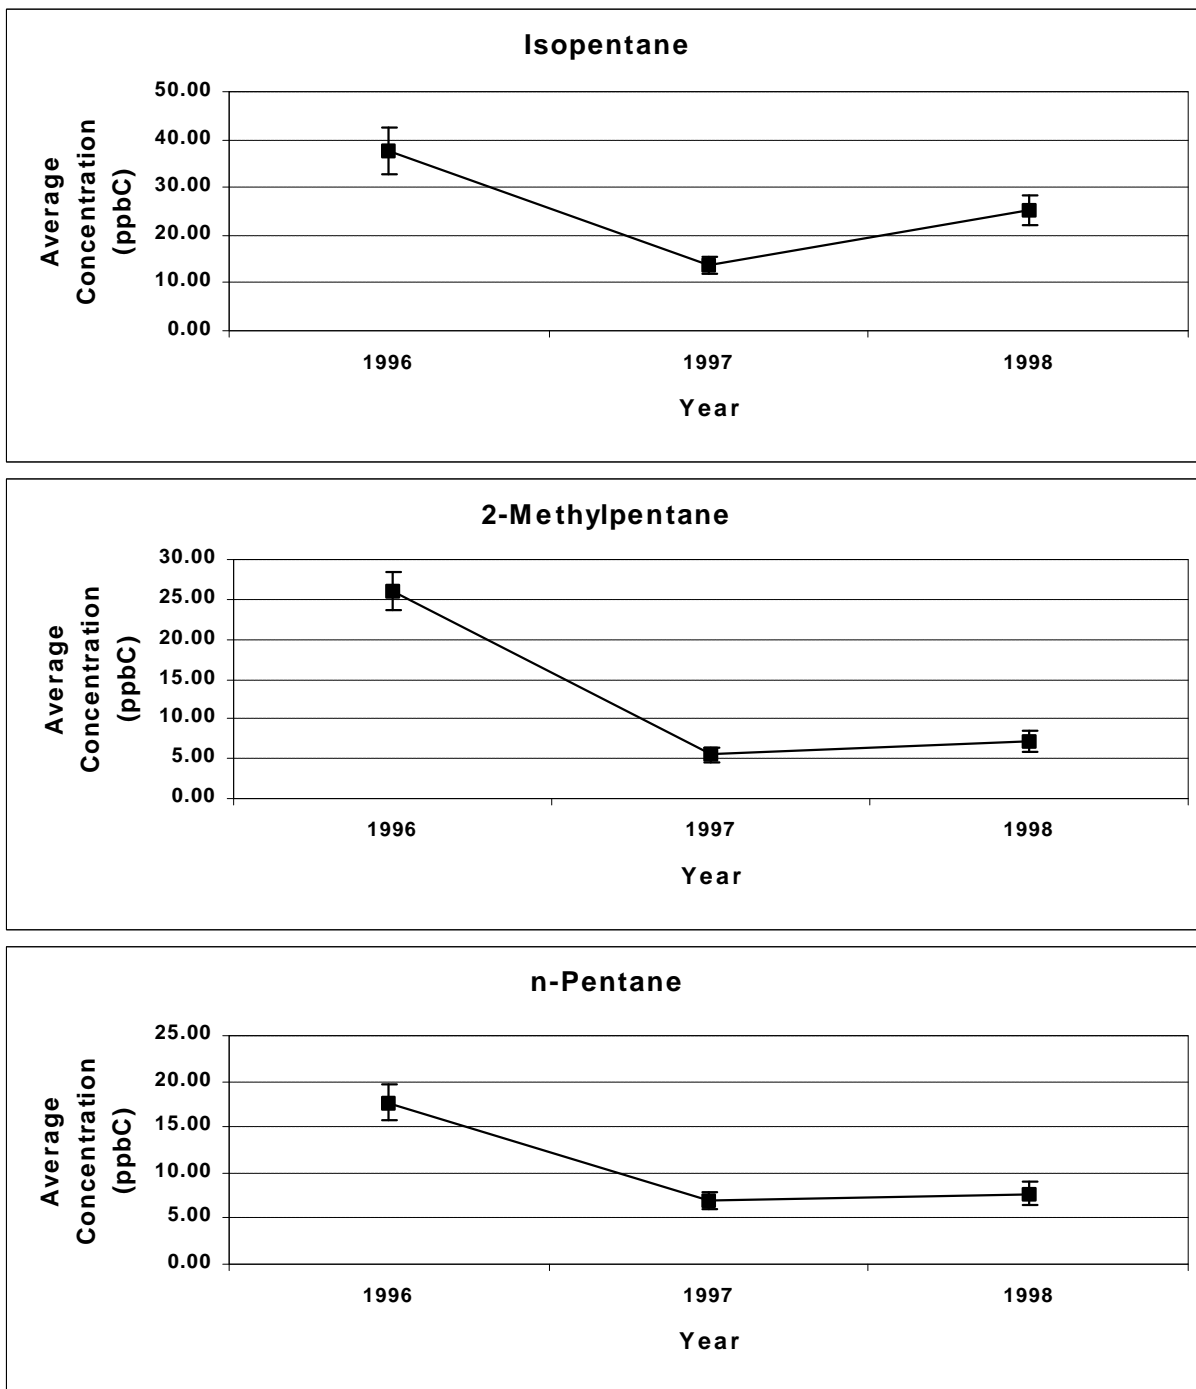 Isopentane
Average
Concentration
(ppbC)
50.00
40.00
30.00
20.00
10.00
0.00
1996 1997 1998
Year
2-Methylpentane
Average
Concentration
(ppbC)
30.00
25.00
20.00
15.00
10.00
5.00
0.00
1996 1997 1998
Year
n-Pentane
Average
Concentration
(ppbC)
25.00
20.00
15.00
10.00
5.00
0.00
1996 1997 1998
Year